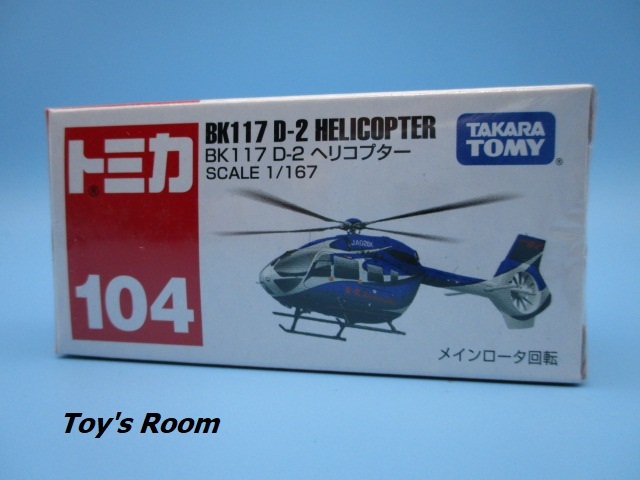 トミカ
104
BK117 D-2 HELICOPTER
BK117 D-2 ヘリコプター
SCALE 1/167
TAKARA
TOMY
メインロータ回転
Toy's Room